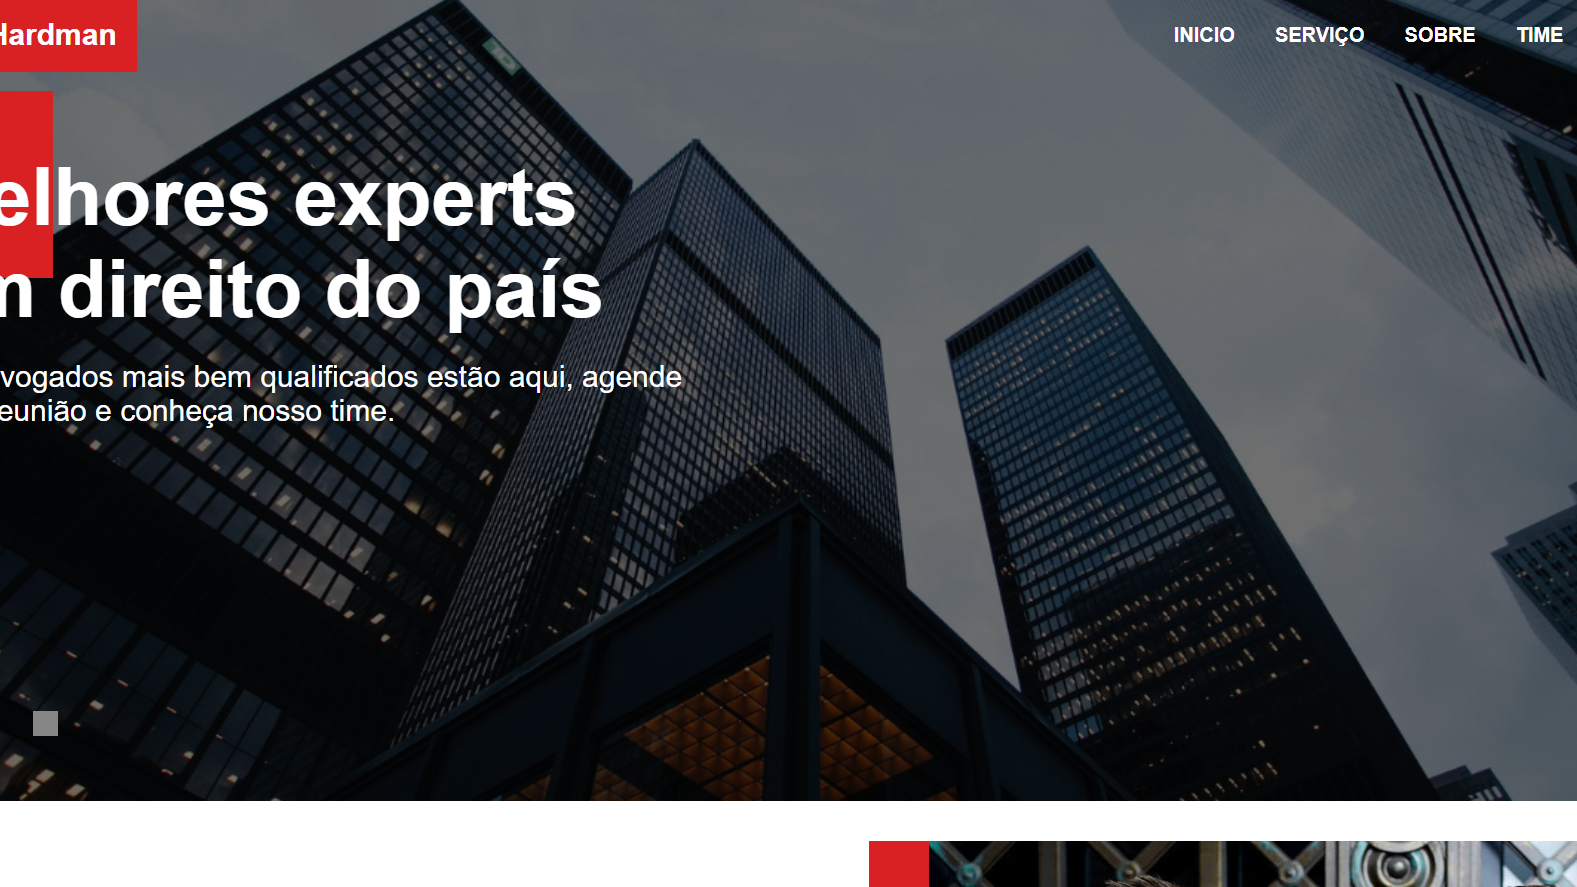 Hardman
INICIO SERVIÇO SOBRE TIME
elhores experts
m direito do país
vogados mais bem qualificados estão aqui, agende
eunião e conheça nosso time.